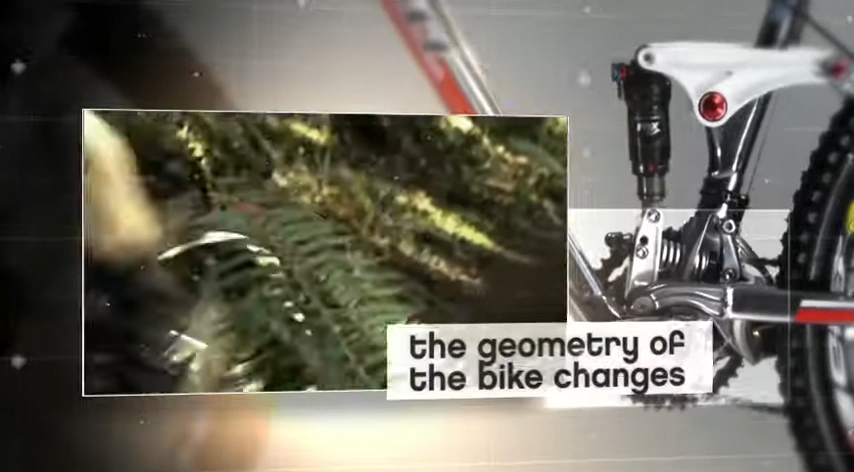 the geometry of
the bike changes